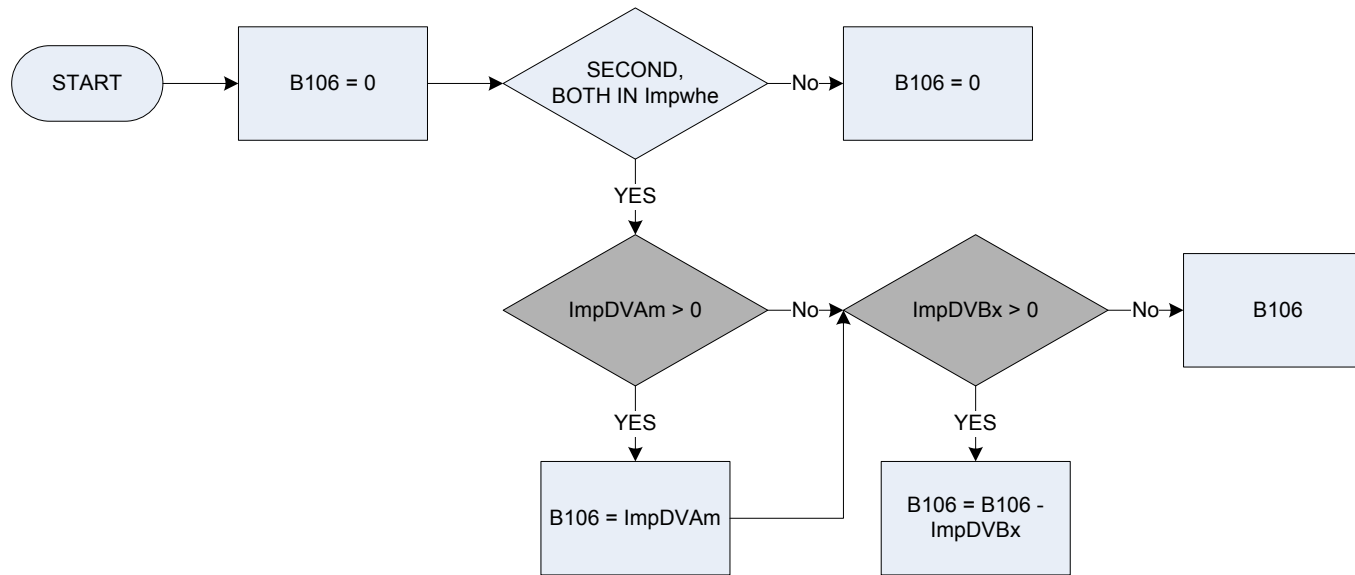 START
B106 = 0
SECOND,
BOTH IN Impwhe
No
B106 = 0
YES
ImpDVAm > 0
No
ImpDVBx > 0
No
B106
YES
YES
B106 = ImpDVAm
B106 = B106 -
ImpDVBx